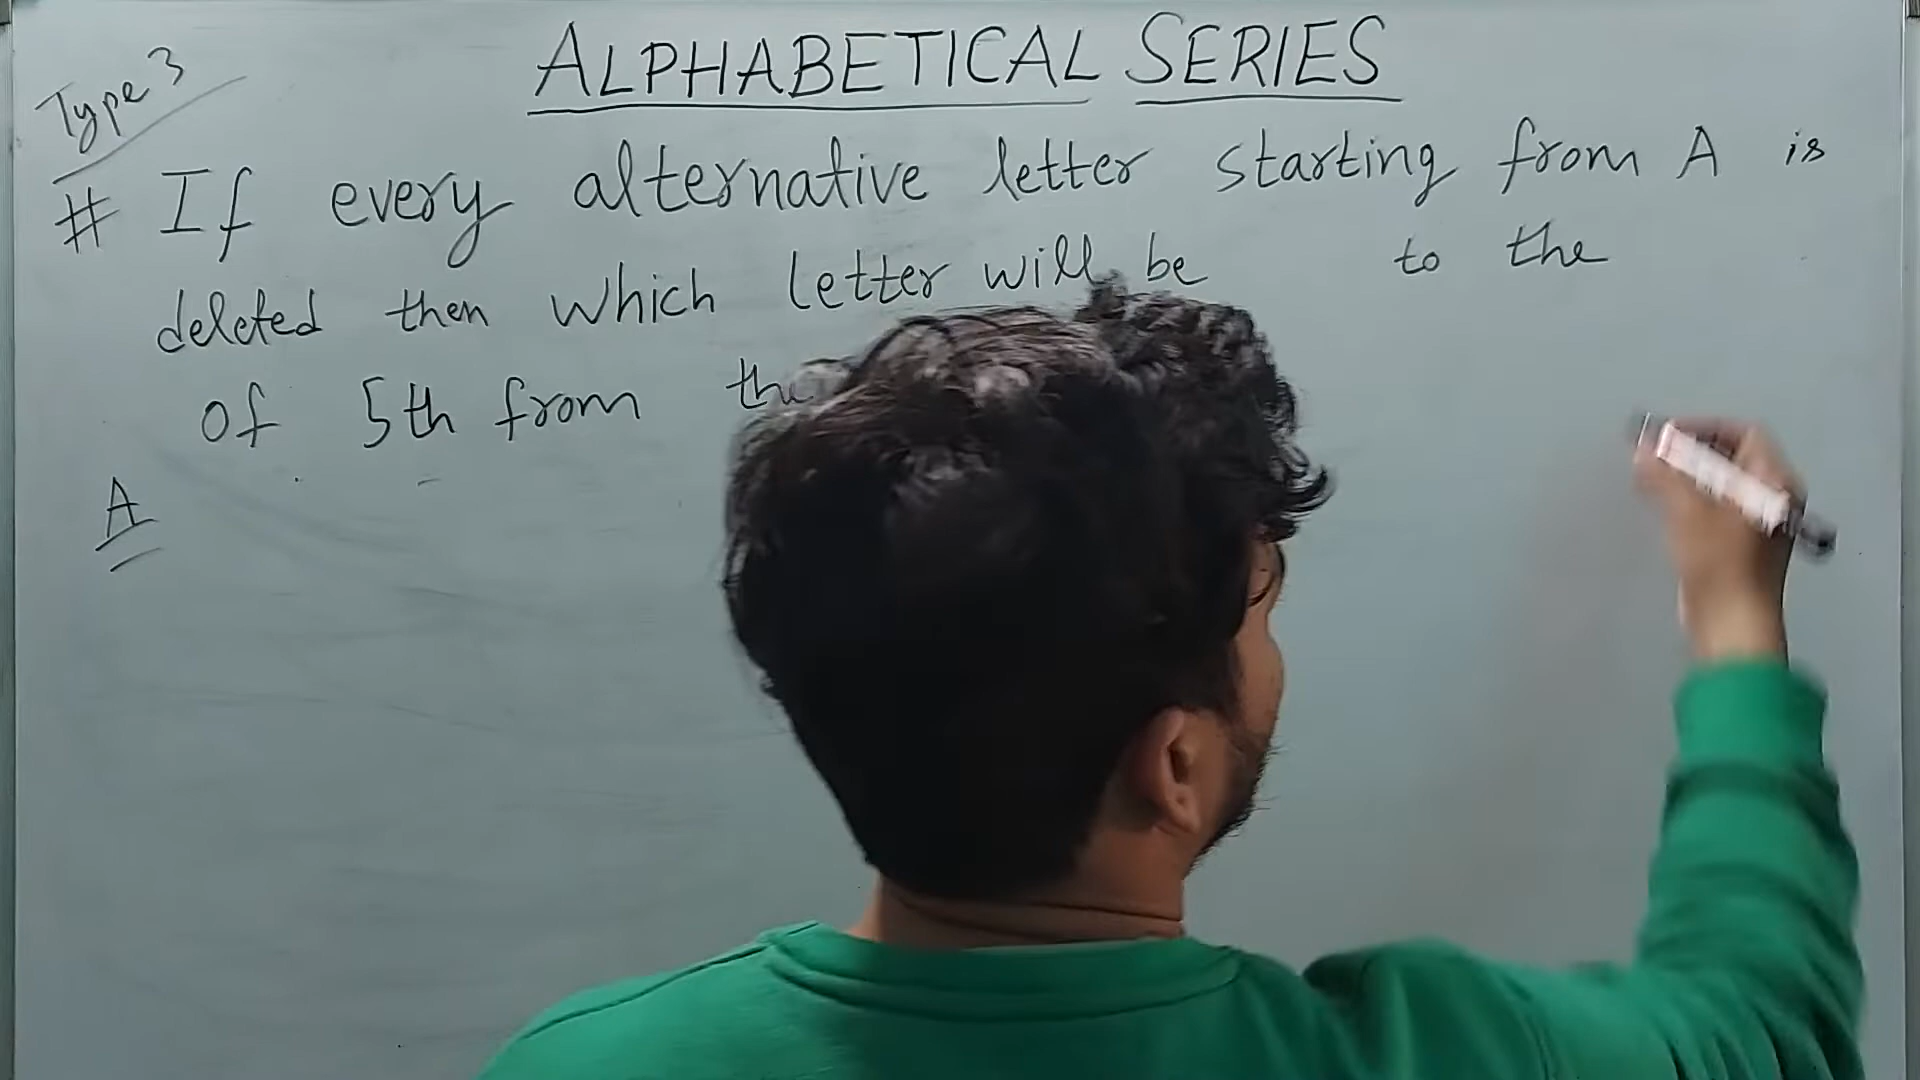 ALPHABETICAL SERIES
Type 3
# If every alternative letter starting from A is
deleted then which letter will be to the
of 5th from the
A